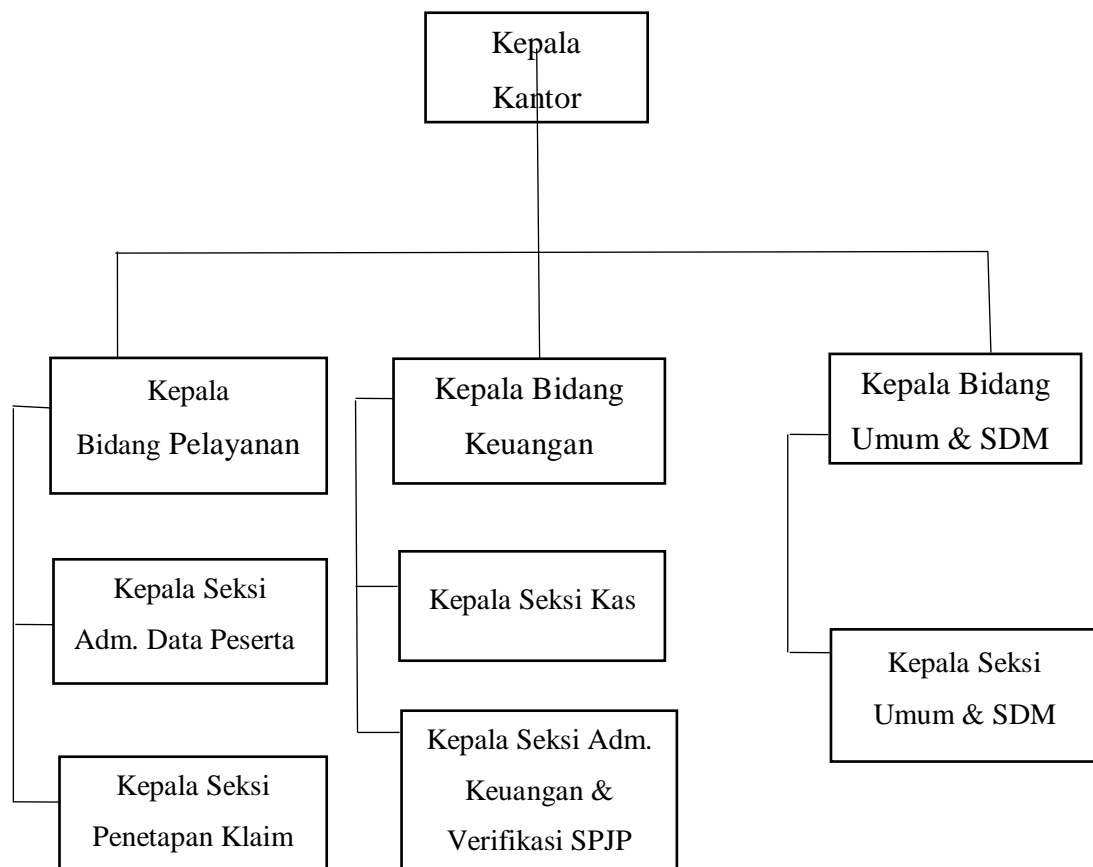 Kepala
Kantor
Kepala
Bidang Pelayanan
Kepala Bidang
Keuangan
Kepala Bidang
Umum & SDM
Kepala Seksi
Adm. Data Peserta
Kepala Seksi Kas
Kepala Seksi
Umum & SDM
Kepala Seksi
Penetapan Klaim
Kepala Seksi Adm.
Keuangan &
Verifikasi SPJP